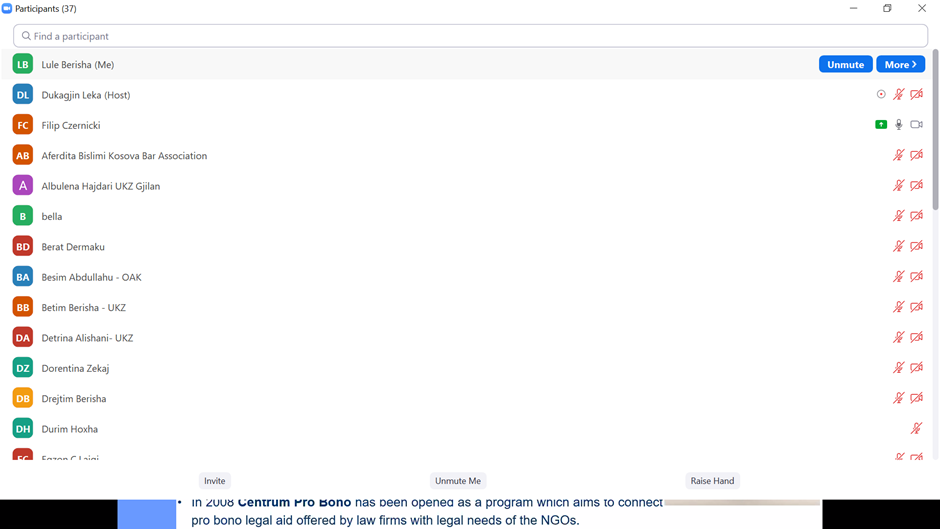 Participants (37)
Find a participant
LB Lule Berisha (Me) Unmute More
DL Dukagjin Leka (Host)
FC Filip Czernicki
AB Aferdita Bislimi Kosova Bar Association
A Albulena Hajdari UKZ Gjilan
B bella
BD Berat Dermaku
BA Besim Abdullahu - OAK
BB Betim Berisha - UKZ
DA Detrina Alishani- UKZ
DZ Dorentina Zekaj
DB Drejtim Berisha
DH Durim Hoxha
Invite Unmute Me Raise Hand
• In 2008 Centrum Pro Bono has been opened as a program which aims to connect
pro bono legal aid offered by law firms with legal needs of the NGOs.